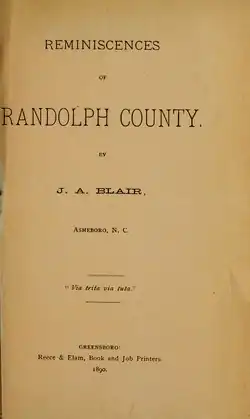 REMINISCENCES
OF
RANDOLPH COUNTY.
BY
J. A. BLAIR,
ASHEBORO, N. C.
"Via trita via tuta."
GREENSBORO:
Reece & Elam, Book and Job Printers.
1890.